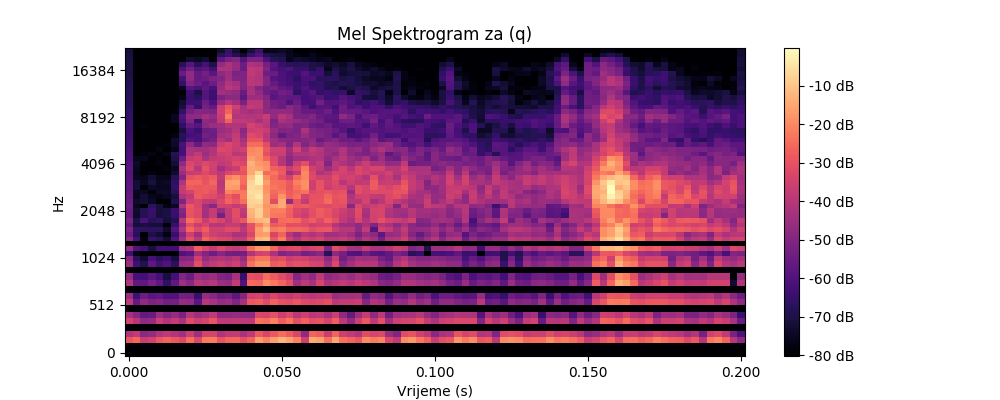 Mel Spektrogram za (q)
16384
8192
4096
2048
1024
512
0
Hz
0.000 0.050 0.100 0.150 0.200
Vrijeme (s)
-10 dB
-20 dB
-30 dB
-40 dB
-50 dB
-60 dB
-70 dB
-80 dB